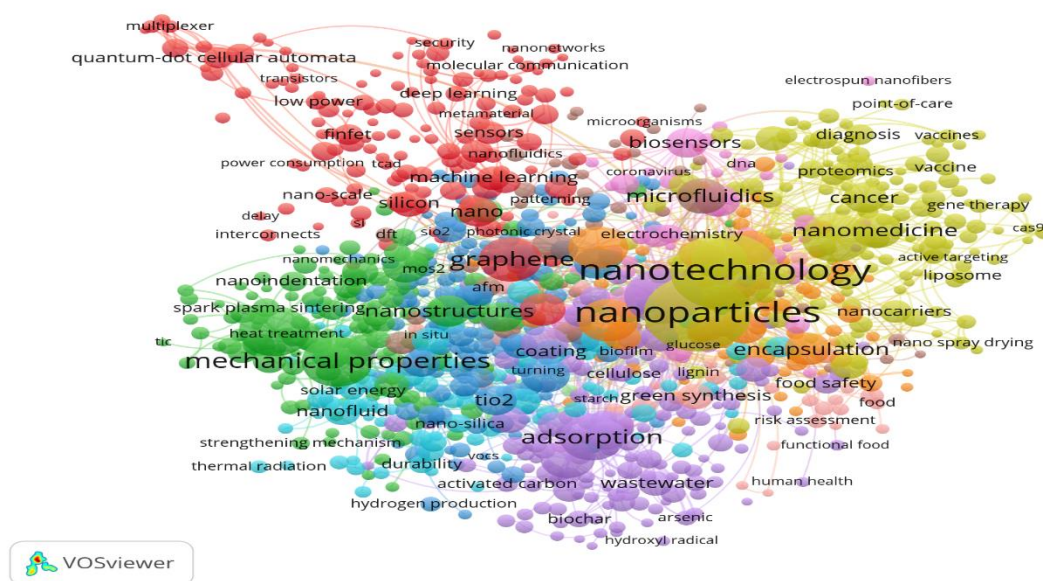 multiplexer
quantum-dot cellular automata
security
nanonetworks
molecular communication
transistors
electrospun nanofibers
low power
deep learning
point-of-care
metamaterial
microorganisms
finfet
sensors
diagnosis
vaccines
biosensors
nanofluidics
power consumption
tcad
dna
proteomics
vaccine
machine learning
coronavirus
nano-scale
silicon
patterning
microfluidics
cancer
gene therapy
nano
delay
si
interconnects
dft
sio2
photonic crystal
electrochemistry
nanomedicine
cas9
nanomechanics
graphene
active targeting
mos2
nanotechnology
liposome
nanoindentation
afm
spark plasma sintering
nanostructures
nanoparticles
nanocarriers
heat treatment
in situ
tic
glucose
nano spray drying
mechanical properties
coating
biofilm
encapsulation
turning
cellulose
lignin
food safety
solar energy
tio2
starch
green synthesis
food
nanofluid
nano-silica
risk assessment
adsorption
strengthening mechanism
functional food
vocs
thermal radiation
durability
activated carbon
wastewater
human health
hydrogen production
biochar
arsenic
hydroxyl radical
VOSviewer